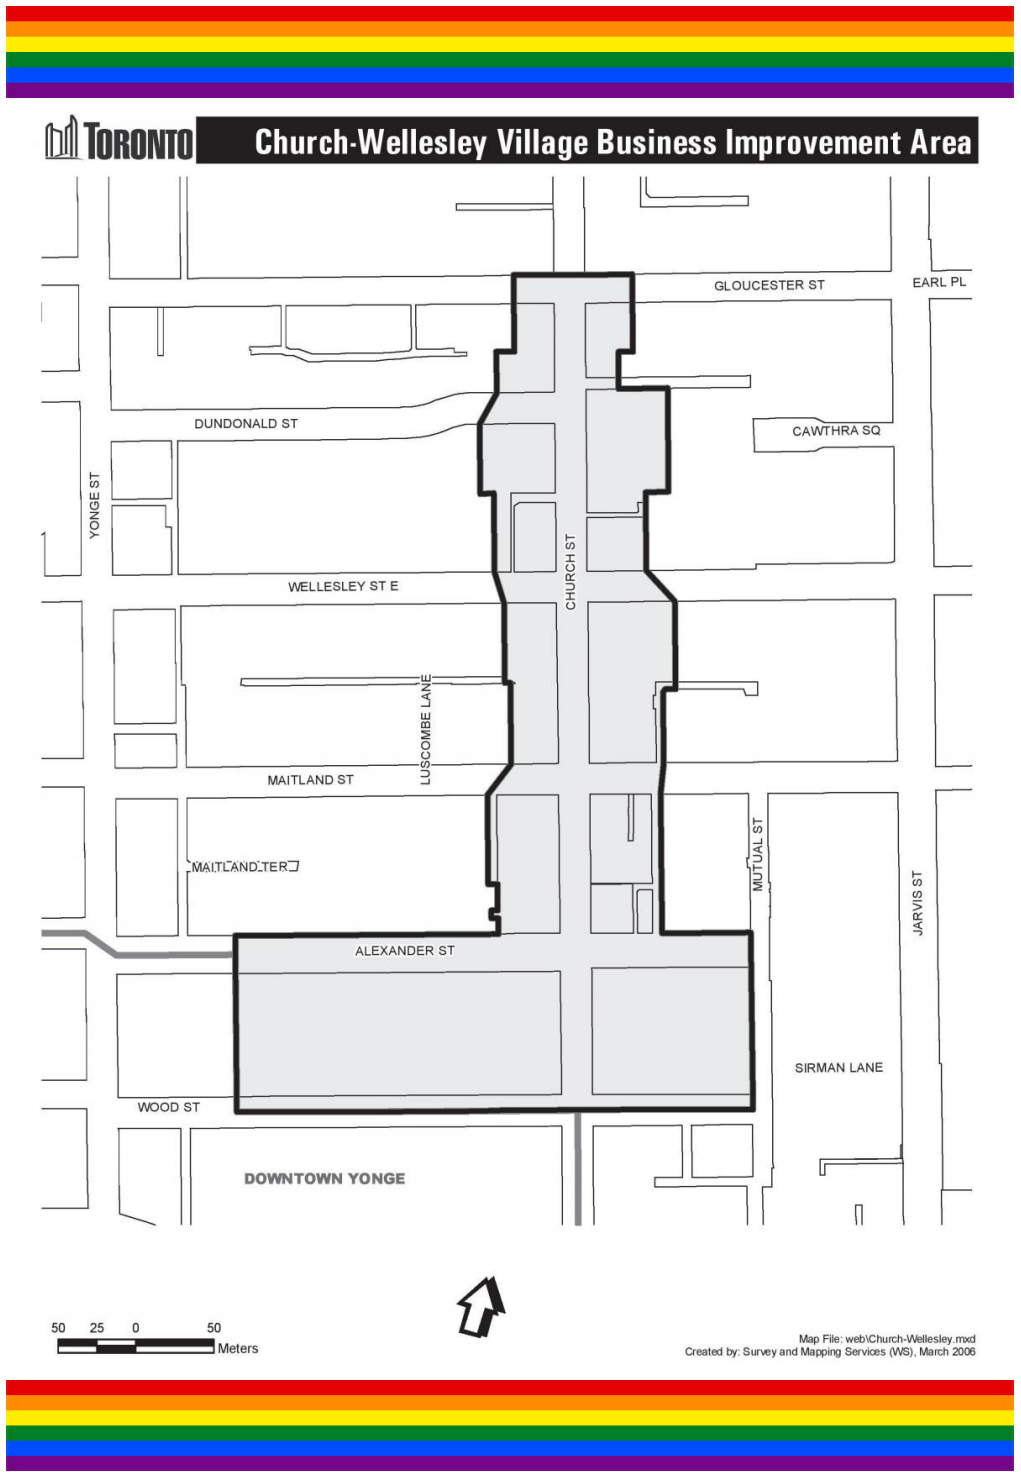 TORONTO
Church-Wellesley Village Business Improvement Area
GLOUCESTER ST
EARL PL
DUNDONALD ST
CAWTHRA SQ
YONGE ST
CHURCH ST
WELLESLEY ST E
LUSCOMBE LANE
MAITLAND ST
MUTUAL ST
MAITLAND TER
JARVIS ST
ALEXANDER ST
SIRMAN LANE
WOOD ST
DOWNTOWN YONGE
50 25 0 50
Meters
Map File: web\Church-Wellesley.mxd
Created by: Survey and Mapping Services (WS), March 2006